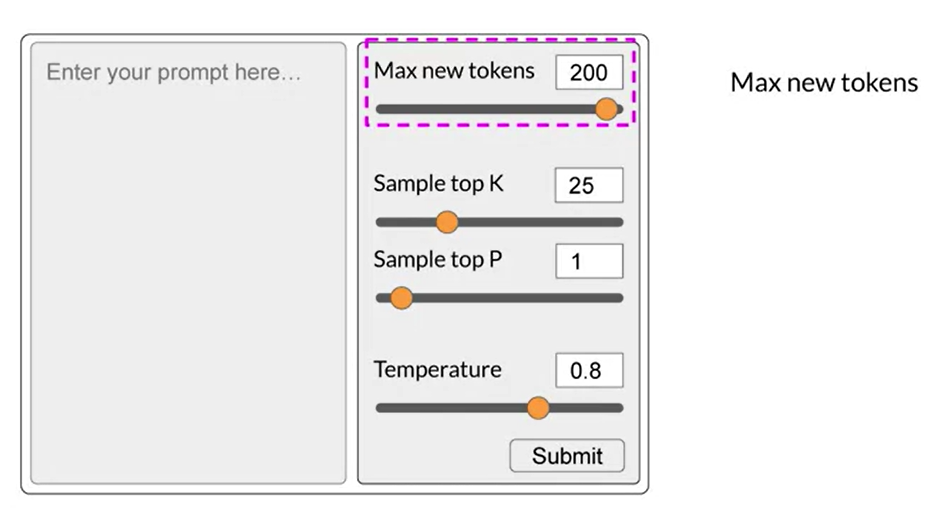 Enter your prompt here…
Max new tokens 200
Sample top K 25
Sample top P 1
Temperature 0.8
Submit
Max new tokens